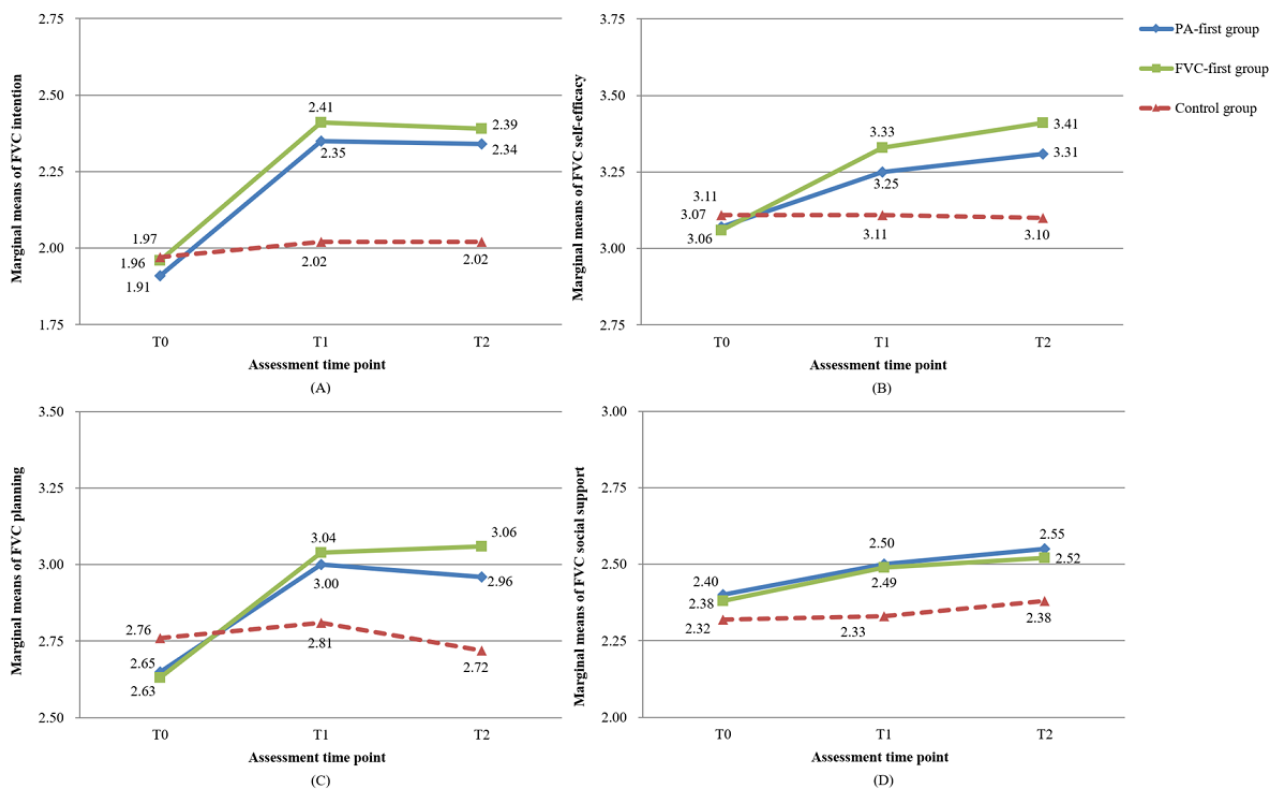 2.75
2.50
2.25
2.00
1.75
Marginal means of FVC intention
2.41
2.39
2.35
2.34
1.97
1.96
1.91
2.02
2.02
T0
T1
T2
Assessment time point
(A)
3.75
3.50
3.25
3.00
2.75
Marginal means of FVC self-efficacy
3.33
3.41
3.25
3.31
3.11
3.07
3.06
3.11
3.10
T0
T1
T2
Assessment time point
(B)
PA-first group
FVC-first group
Control group
3.50
3.25
3.00
2.75
2.50
Marginal means of FVC planning
3.04
3.06
3.00
2.96
2.76
2.65
2.63
2.81
2.72
T0
T1
T2
Assessment time point
(C)
3.00
2.75
2.50
2.25
2.00
Marginal means of FVC social support
2.50
2.55
2.40
2.49
2.52
2.38
2.32
2.33
2.38
T0
T1
T2
Assessment time point
(D)